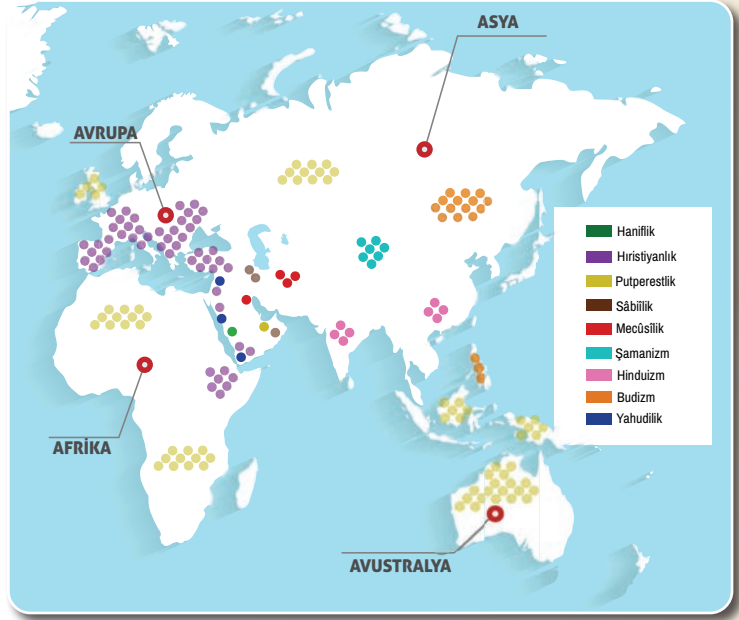 ASYA
AVRUPA
AFRİKA
AVUSTRALYA
Haniflik
Hıristiyanlık
Putperestlik
Sâbiîlik
Mecûsîlik
Şamanizm
Hinduizm
Budizm
Yahudilik